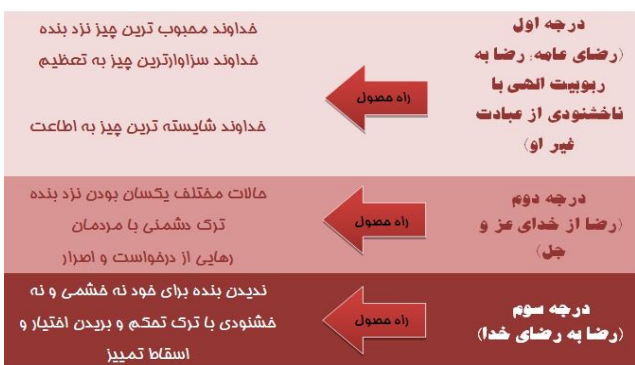 درجه اول
(رضای عامه: رضا به
ربوبیت الهی با
ناخشنودی از عبادت
غیر او)
راه حصول
خداوند محبوب ترین چیز نزد بنده
خداوند سزاوارترین چیز به تعظیم
خداوند شایسته ترین چیز به اطاعت
درجه دوم
(رضا از خدای عز و
جل)
راه حصول
حالات مختلف یکسان بودن نزد بنده
ترک دشمنی با مردمان
رهایی از درخواست و اصرار
درجه سوم
(رضا به رضای خدا)
راه حصول
ندیدن بنده برای خود نه خشمی و نه
خشنودی با ترک تحکم و بریدن اختیار و
اسقاط تمییز